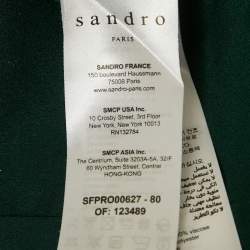 sandro
PARIS
SANDRO FRANCE
150 boulevard Haussmann
75008 Paris
www.sandro-paris.com
SMCP USA Inc.
10 Crosby Street, 3rd Floor
New York, New York 10013
RN132784
SMCP ASIA Inc.
The Centrum, Suite 3203A-5A, 32/F
60 Wyndham Street, Central
HONG-KONG
SFPRO00627 - 80
OF: 123489
% viscose